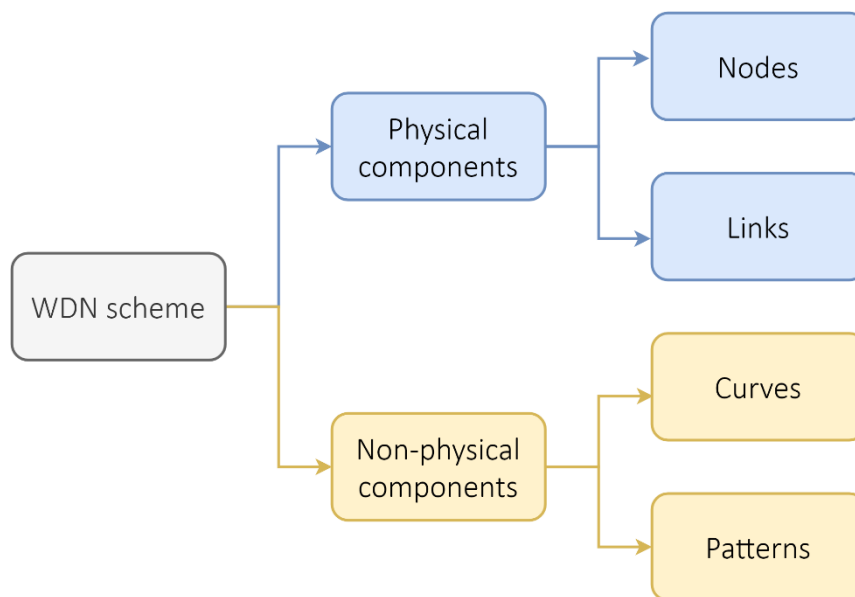 Nodes
Physical
components
Links
WDN scheme
Curves
Non-physical
components
Patterns